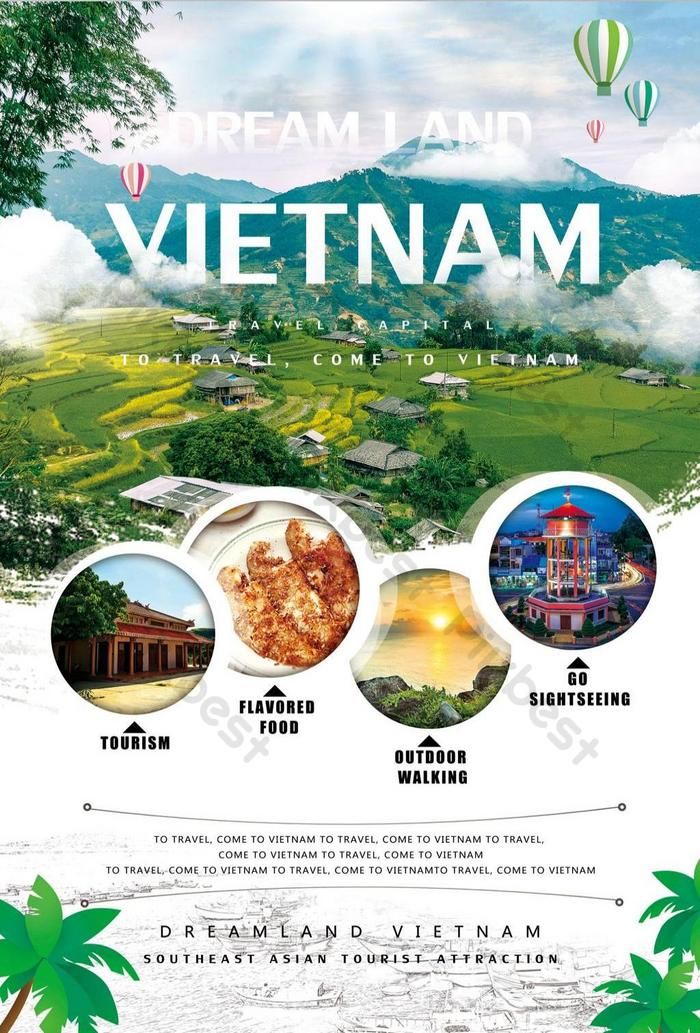 DREAM LAND
VIETNAM
TRAVEL CAPITAL
TO TRAVEL, COME TO VIETNAM
GO
SIGHTSEEING
FLAVORED
FOOD
TOURISM
OUTDOOR
WALKING
TO TRAVEL, COME TO VIETNAM TO TRAVEL, COME TO VIETNAM TO TRAVEL,
COME TO VIETNAM TO TRAVEL, COME TO VIETNAM
TO TRAVEL, COME TO VIETNAM TO TRAVEL, COME TO VIETNAMTO TRAVEL, COME TO VIETNAM
DREAMLAND VIETNAM
SOUTHEAST ASIAN TOURIST ATTRACTION